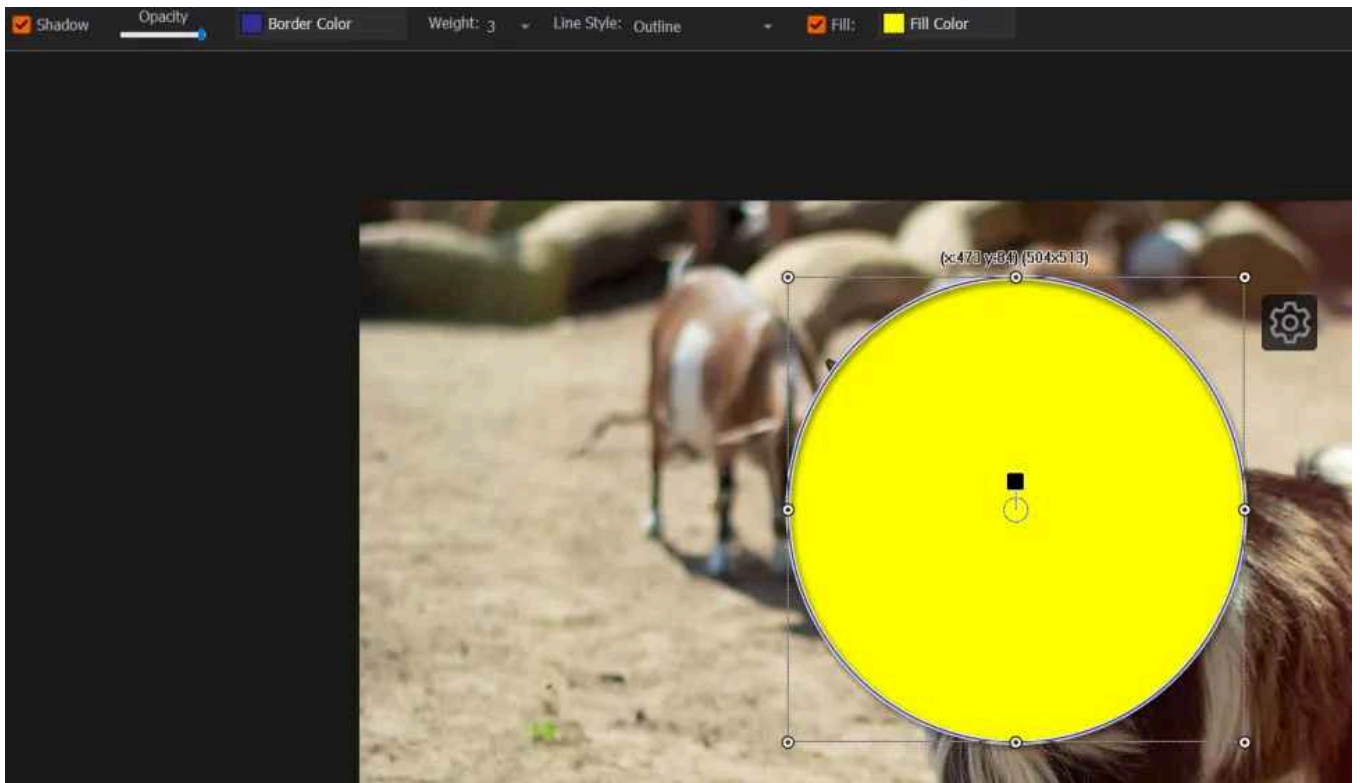 Shadow
Opacity
Border Color
Weight: 3
Line Style: Outline
Fill:
Fill Color
(x:473 y:84) (504x513)